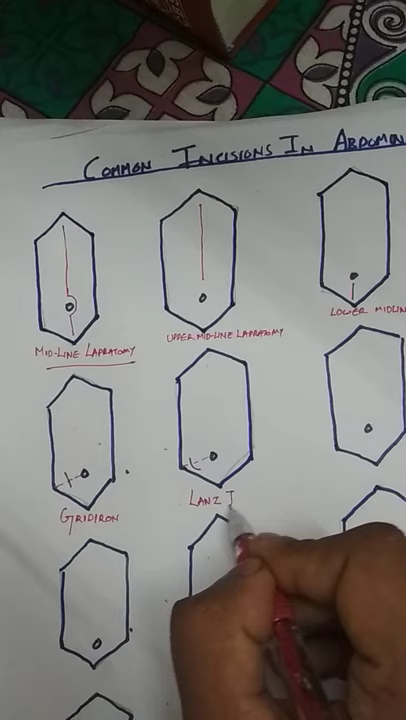 COMMON INCISIONS IN ABDOMEN
MID-LINE LAPRATOMY
UPPER MID-LINE LAPRATOMY
LOWER MIDLIN
GRIDIRON
LANZ I